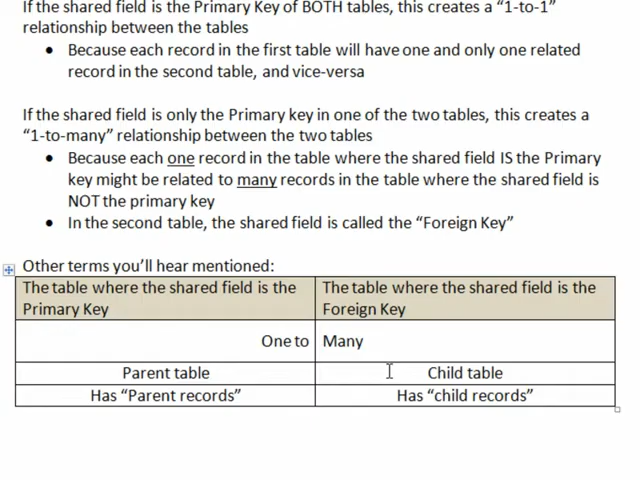 If the shared field is the Primary Key of BOTH tables, this creates a “1-to-1”
relationship between the tables
• Because each record in the first table will have one and only one related
record in the second table, and vice-versa
If the shared field is only the Primary key in one of the two tables, this creates a
“1-to-many” relationship between the two tables
• Because each one record in the table where the shared field IS the Primary
key might be related to many records in the table where the shared field is
NOT the primary key
• In the second table, the shared field is called the “Foreign Key”
Other terms you’ll hear mentioned:
The table where the shared field is the
Primary Key
The table where the shared field is the
Foreign Key
One to
Many
Parent table
Child table
Has “Parent records”
Has “child records”